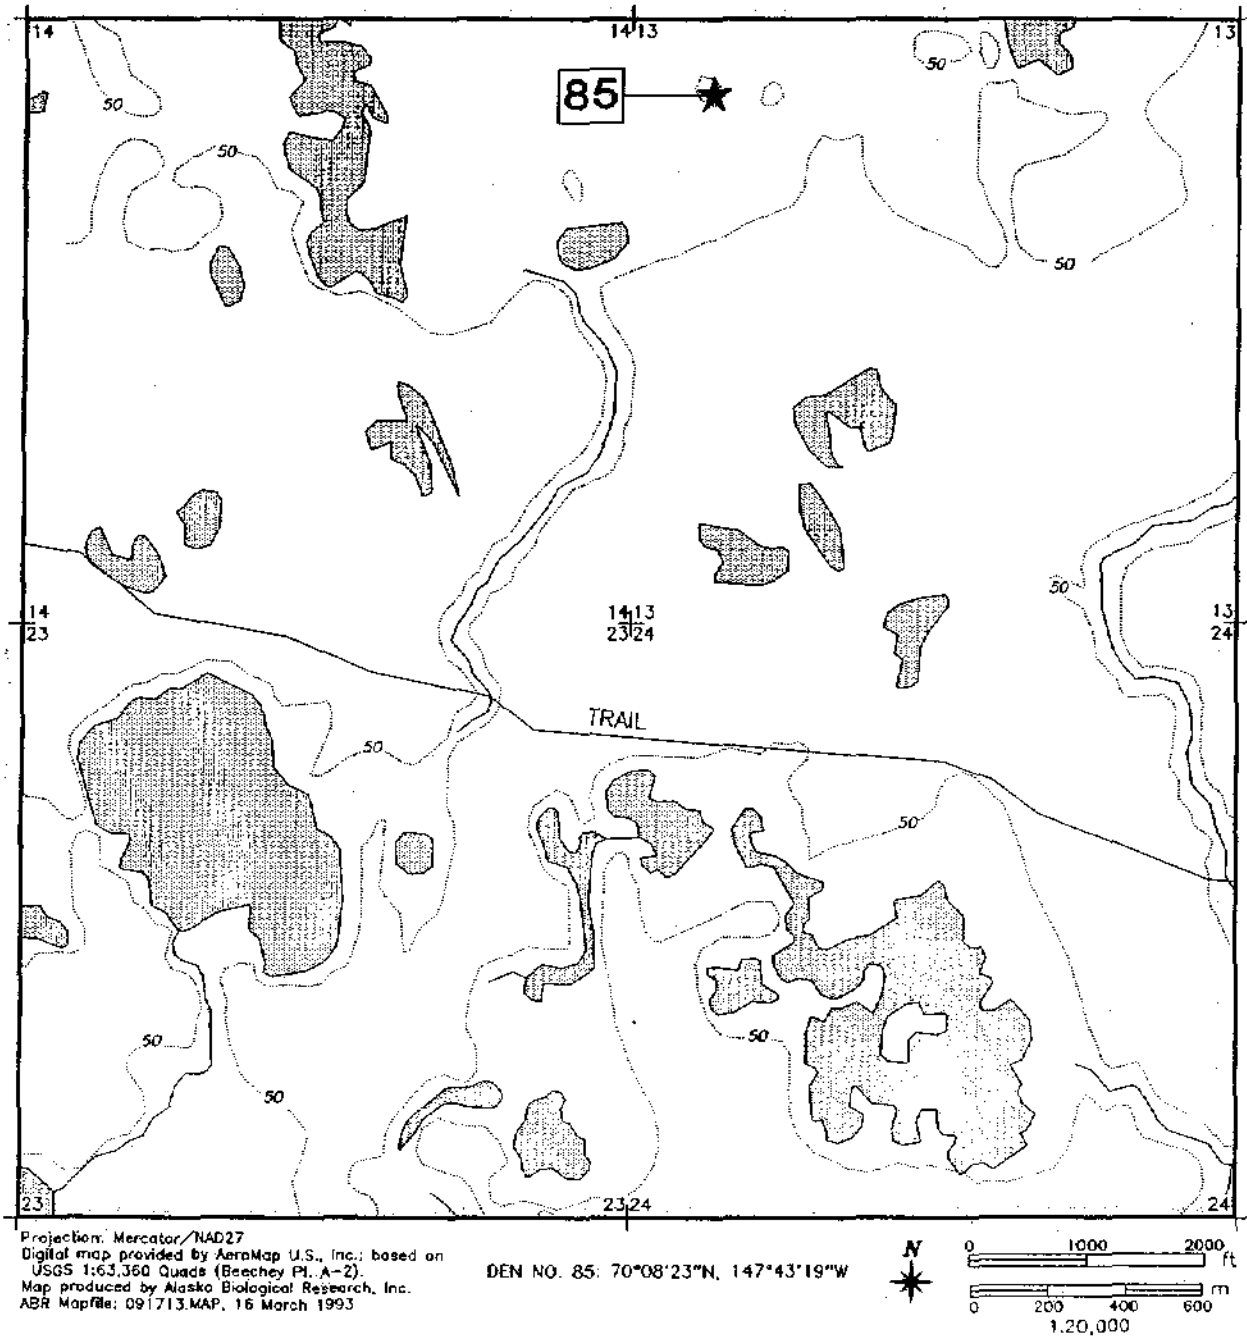 14 14 13 13
50
85
50
50
50
50
14 14 13 13
23 23 24 24
TRAIL
50
50
50
50
50
23 23 24 24
Projection: Mercator/NAD27
Digital map provided by AeroMap U.S., Inc.; based on
USGS 1:63,360 Quads (Beechey Pt. A-2).
Map produced by Alaska Biological Research, Inc.
ABR Mapfile: 091713.MAP, 16 March 1993
DEN NO. 85: 70°08'23"N, 147°43'19"W
N
0 1000 2000 ft
m
0 200 400 600
1:20,000